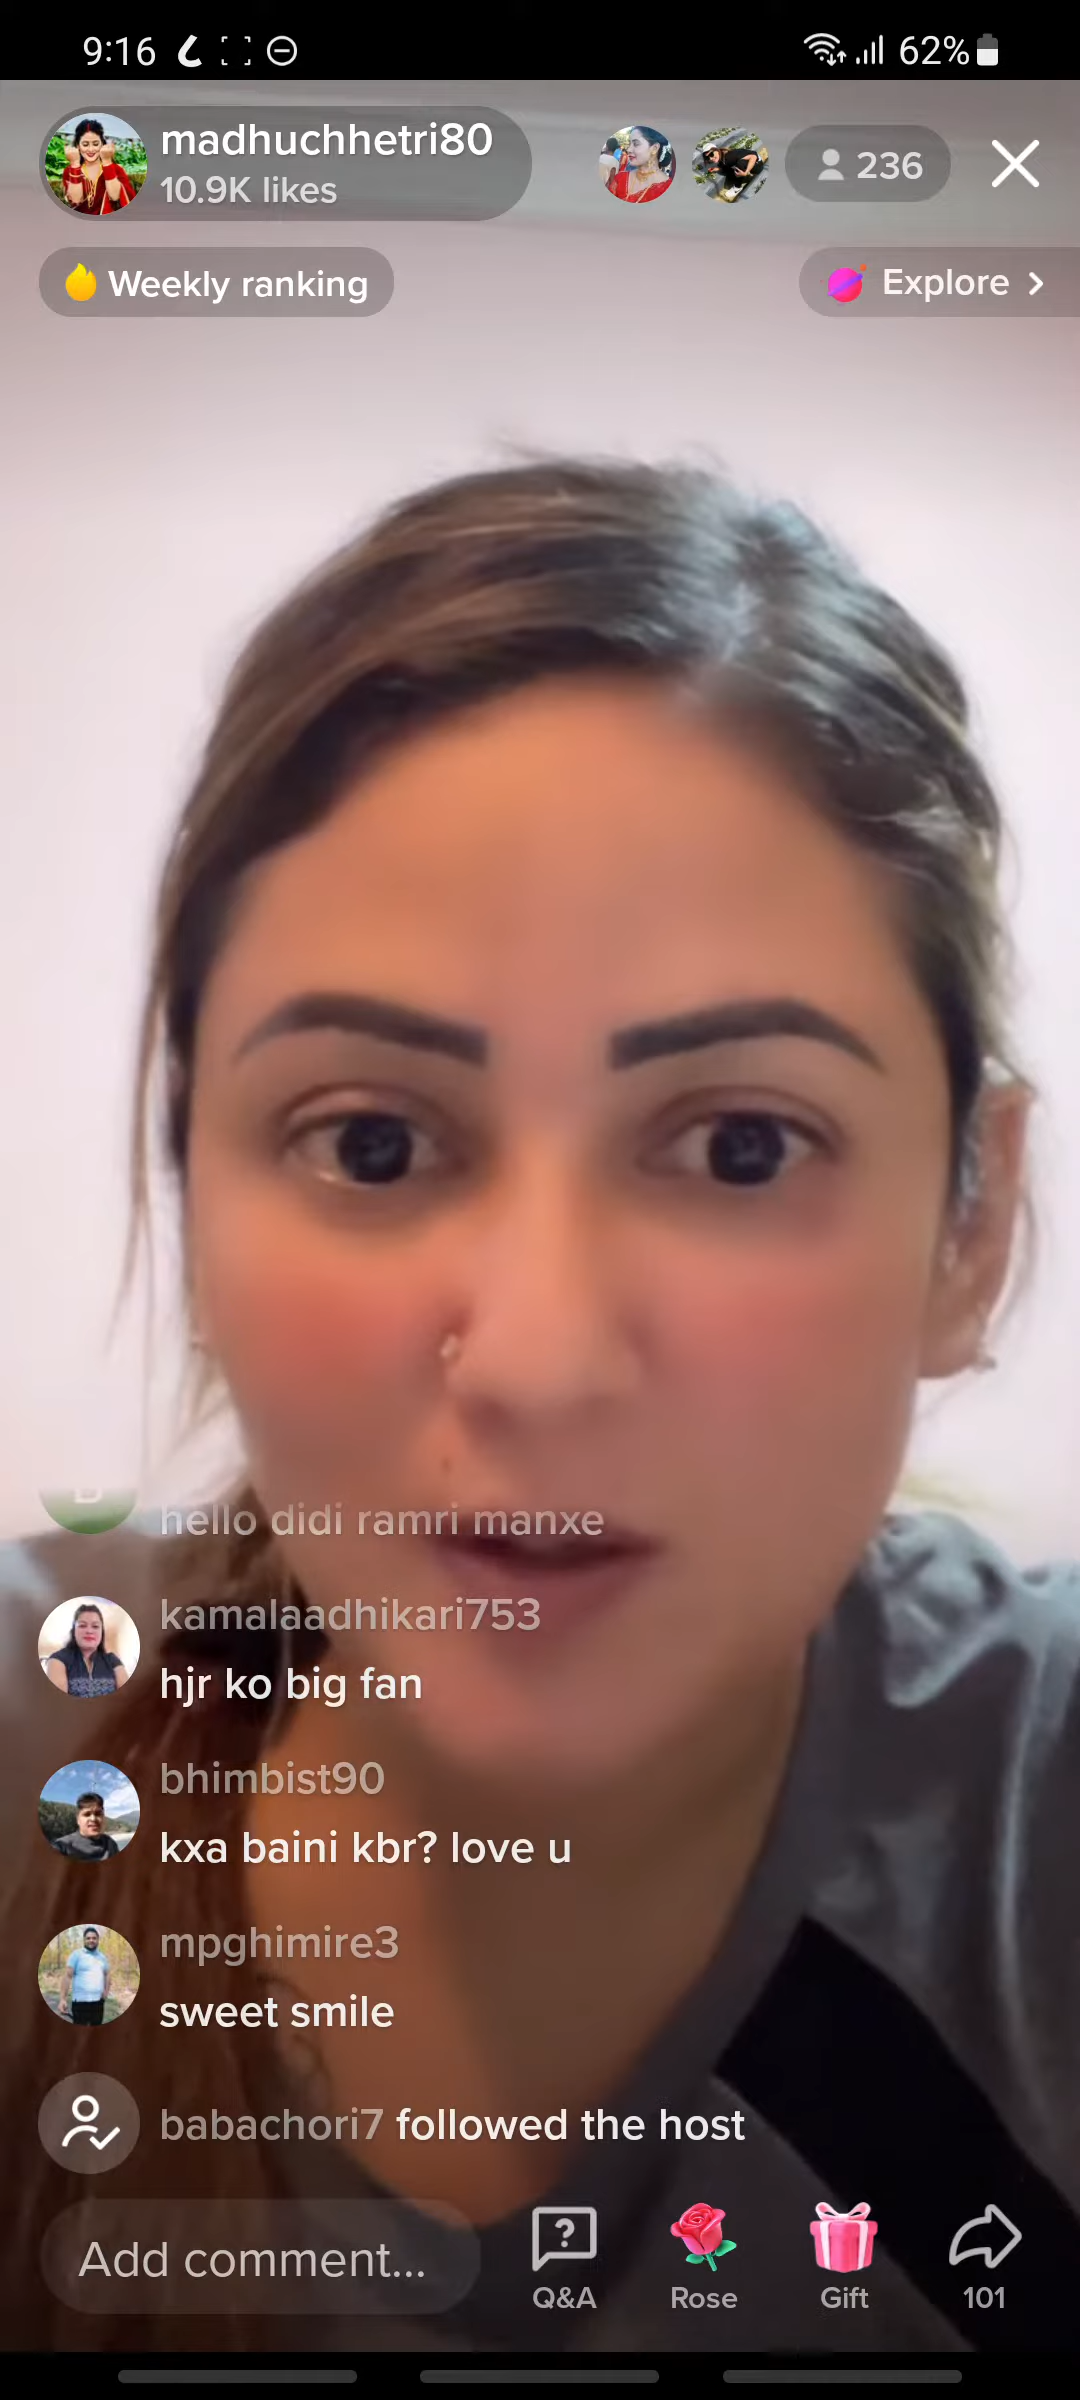 9:16
62%
madhuchhetri80
10.9K likes
236
Weekly ranking
Explore
hello didi ramri manxe
kamalaadhikari753
hjr ko big fan
bhimbist90
kxa baini kbr? love u
mpghimire3
sweet smile
babachori7 followed the host
Add comment...
Q&A
Rose
Gift
101